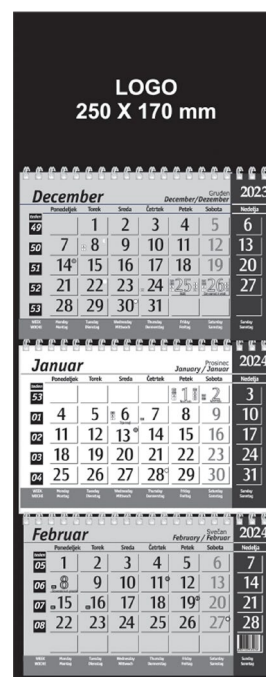 LOGO
250 X 170 mm
December
Gruden
December/Dezember
2023
Ponedeljek Torek Sreda Četrtek Petek Sobota Nedelja
49 1 2 3 4 5 6
50 7 8 9 10 11 12 13
51 14 15 16 17 18 19 20
52 21 22 23 24 25 26 27
53 28 29 30 31
Januar
Prosinec
January/Januar
2024
Ponedeljek Torek Sreda Četrtek Petek Sobota Nedelja
53 1 2 3
01 4 5 6 7 8 9 10
02 11 12 13 14 15 16 17
03 18 19 20 21 22 23 24
04 25 26 27 28 29 30 31
Februar
Svečan
February/Februar
2024
Ponedeljek Torek Sreda Četrtek Petek Sobota Nedelja
05 1 2 3 4 5 6 7
06 8 9 10 11 12 13 14
07 15 16 17 18 19 20 21
08 22 23 24 25 26 27 28